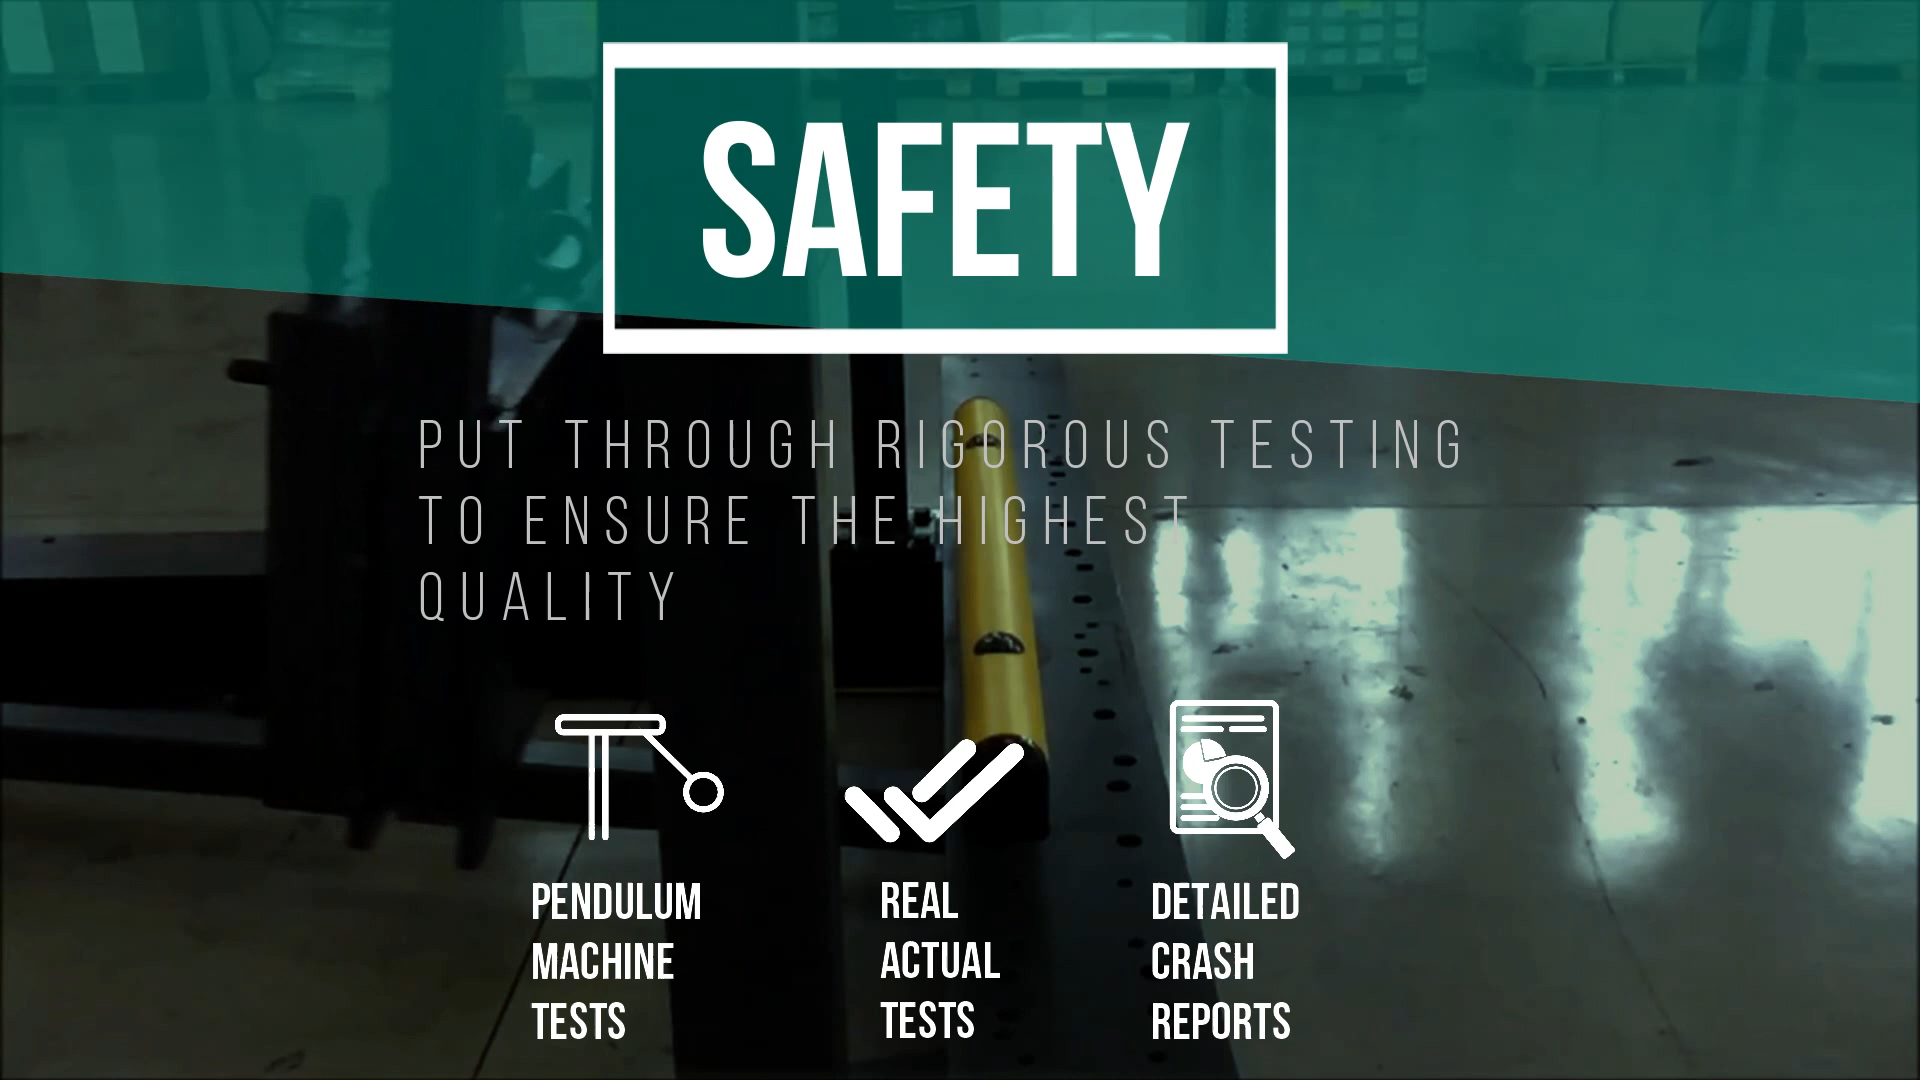 SAFETY
PUT THROUGH RIGOROUS TESTING
TO ENSURE THE HIGHEST
QUALITY
PENDULUM
MACHINE
TESTS
REAL
ACTUAL
TESTS
DETAILED
CRASH
REPORTS